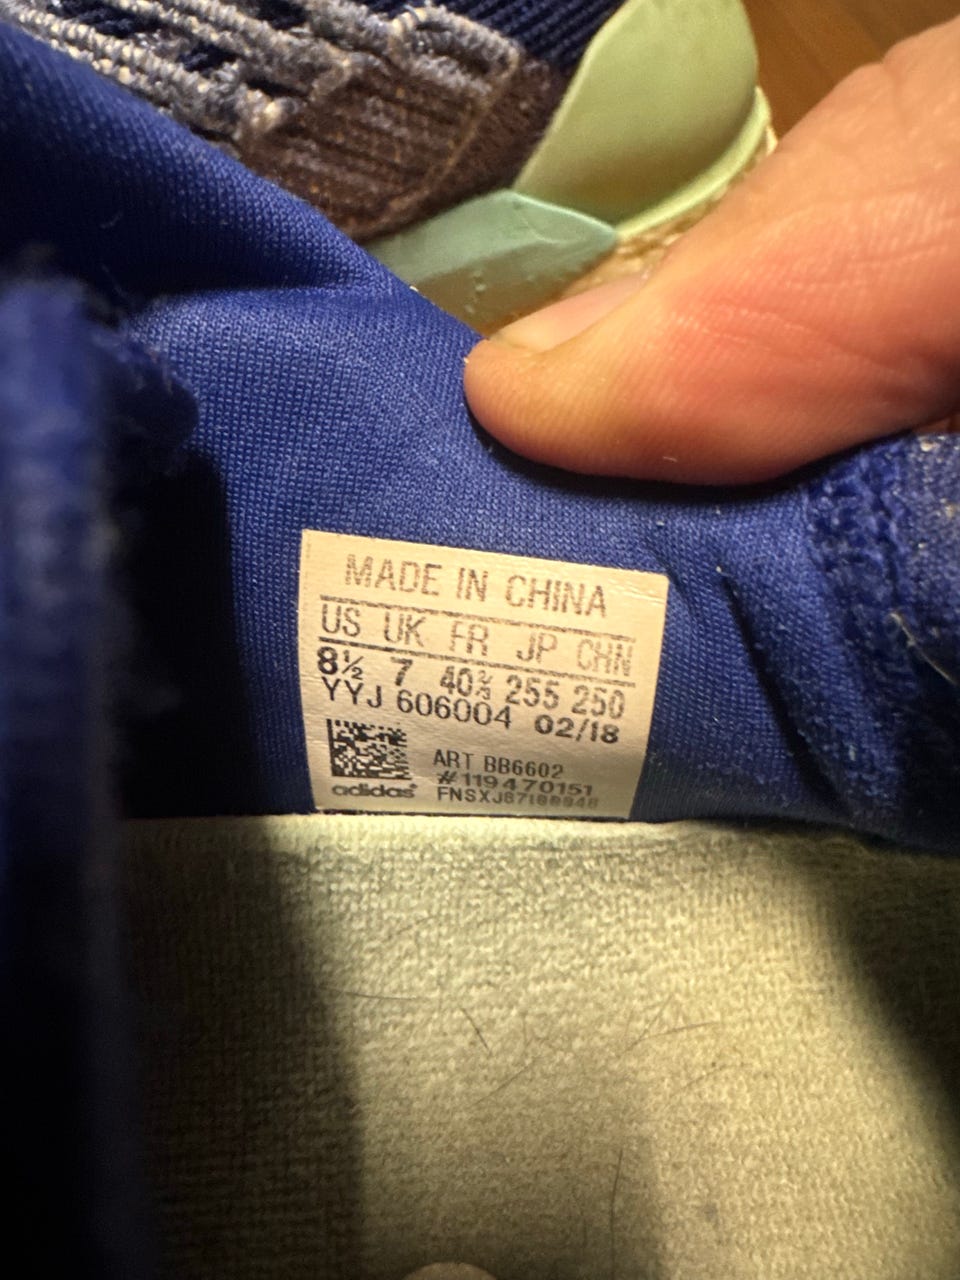 MADE IN CHINA
US UK FR JP CHN
8½ 7 40⅔ 255 250
YYJ 606004 02/18
ART BB6602
#119470151
adidas